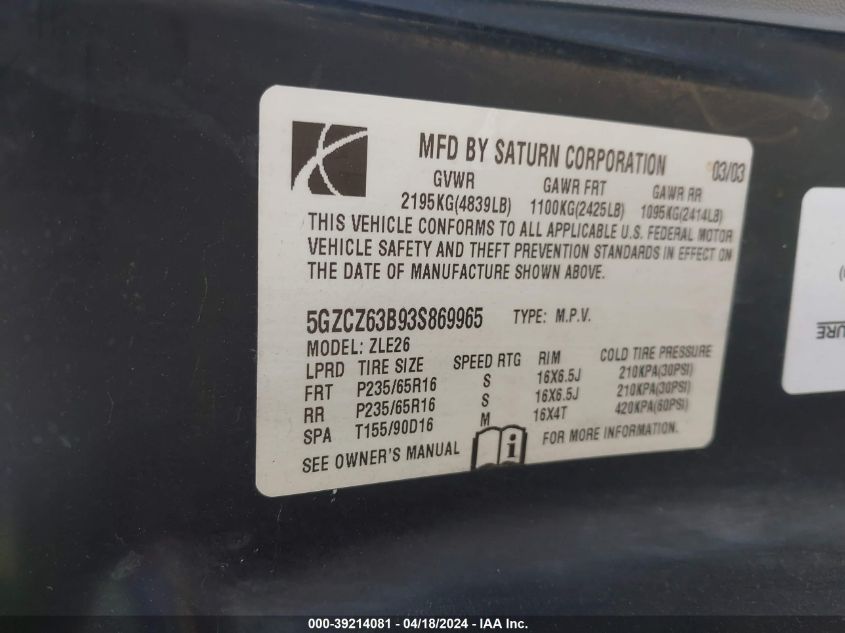 MFD BY SATURN CORPORATION 03/03
GVWR GAWR FRT GAWR RR
2195KG(4839LB) 1100KG(2425LB) 1095KG(2414LB)
THIS VEHICLE CONFORMS TO ALL APPLICABLE U.S. FEDERAL MOTOR
VEHICLE SAFETY AND THEFT PREVENTION STANDARDS IN EFFECT ON
THE DATE OF MANUFACTURE SHOWN ABOVE.
5GZCZ63B93S869965 TYPE: M.P.V.
MODEL: ZLE26
LPRD TIRE SIZE SPEED RTG RIM COLD TIRE PRESSURE
FRT P235/65R16 S 16X6.5J 210KPA(30PSI)
RR P235/65R16 S 16X6.5J 210KPA(30PSI)
SPA T155/90D16 M 16X4T 420KPA(60PSI)
SEE OWNER'S MANUAL i FOR MORE INFORMATION.
000-39214081 - 04/18/2024 - IAA Inc.